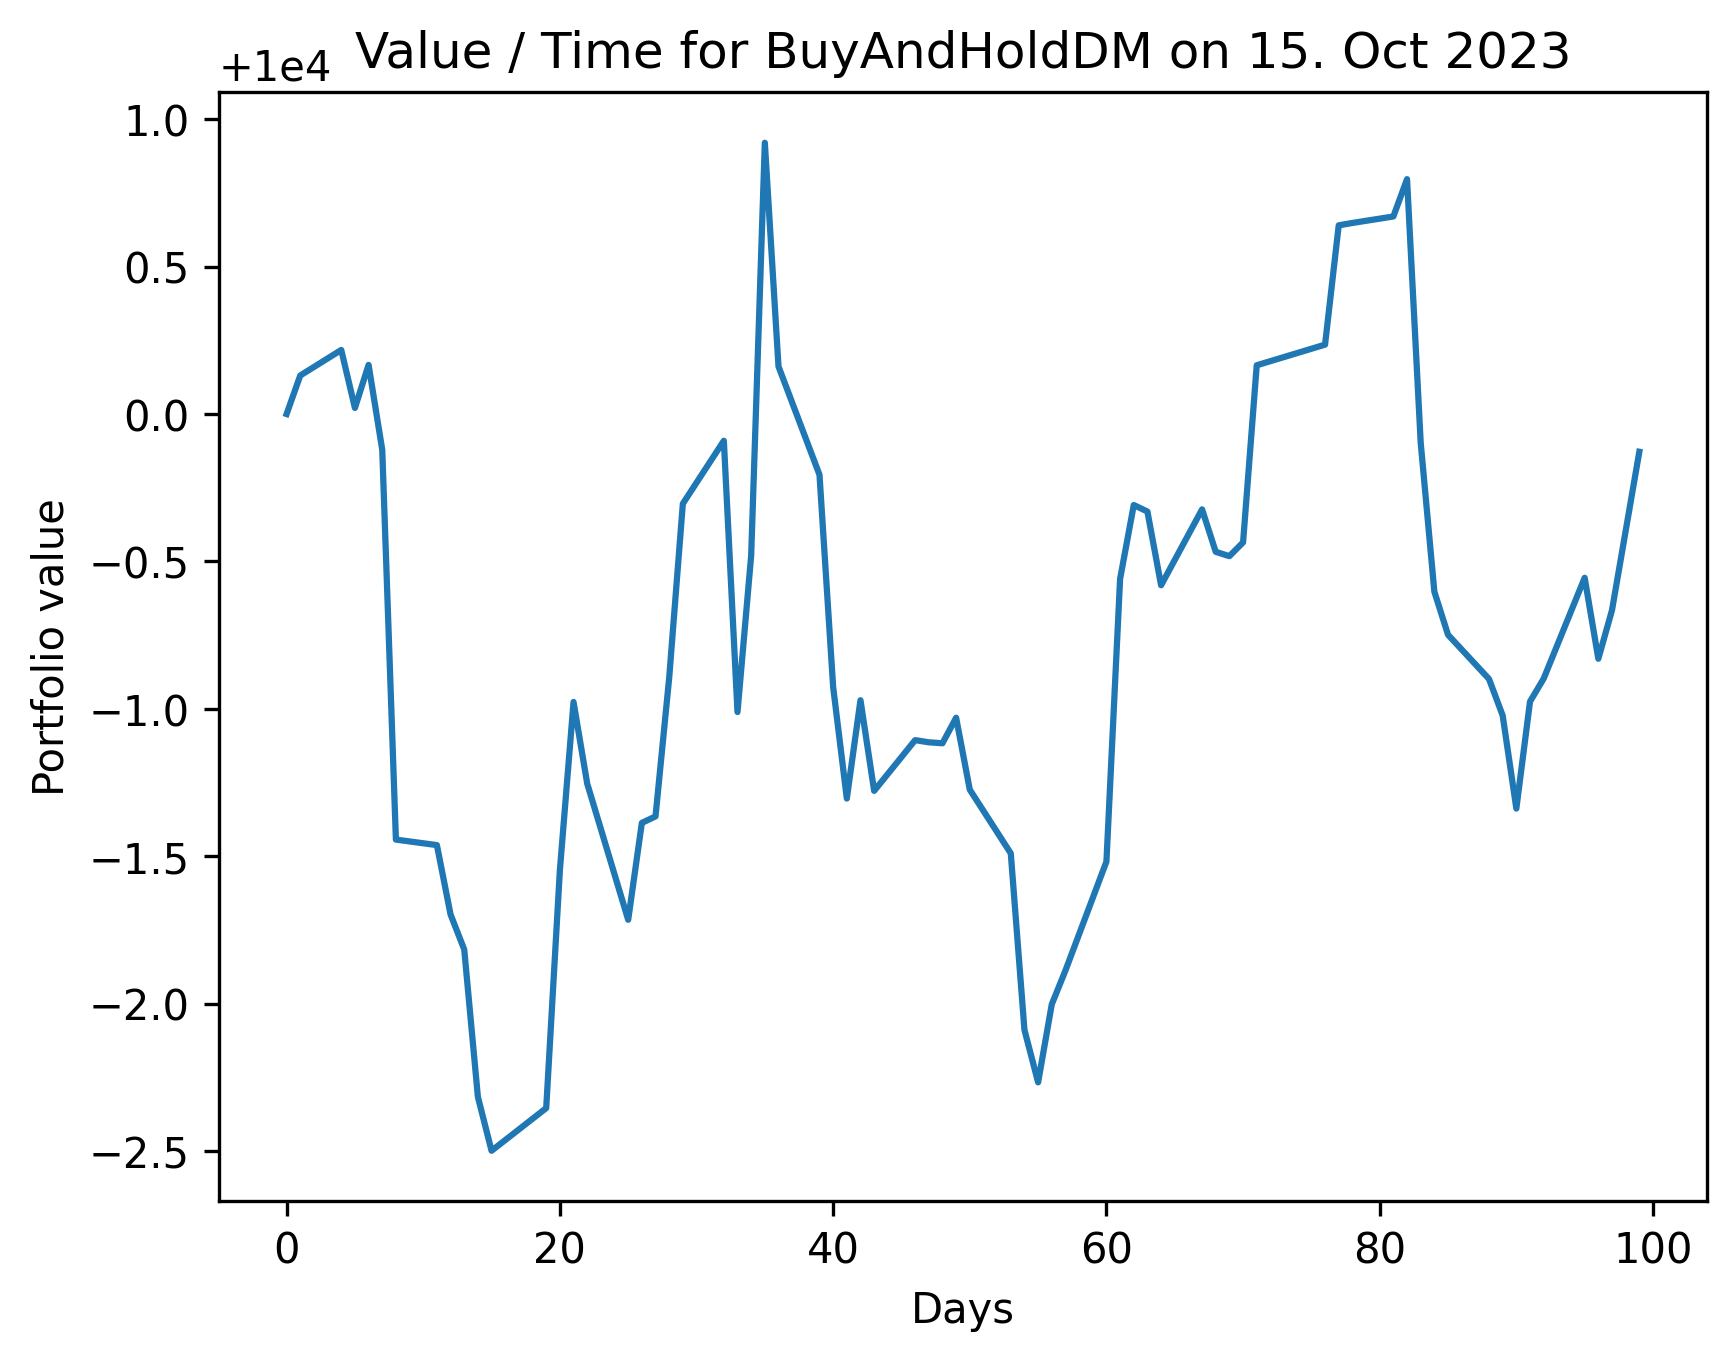 Value / Time for BuyAndHoldDM on 15. Oct 2023
+1e4
1.0
0.5
0.0
−0.5
−1.0
−1.5
−2.0
−2.5
Portfolio value
0 20 40 60 80 100
Days